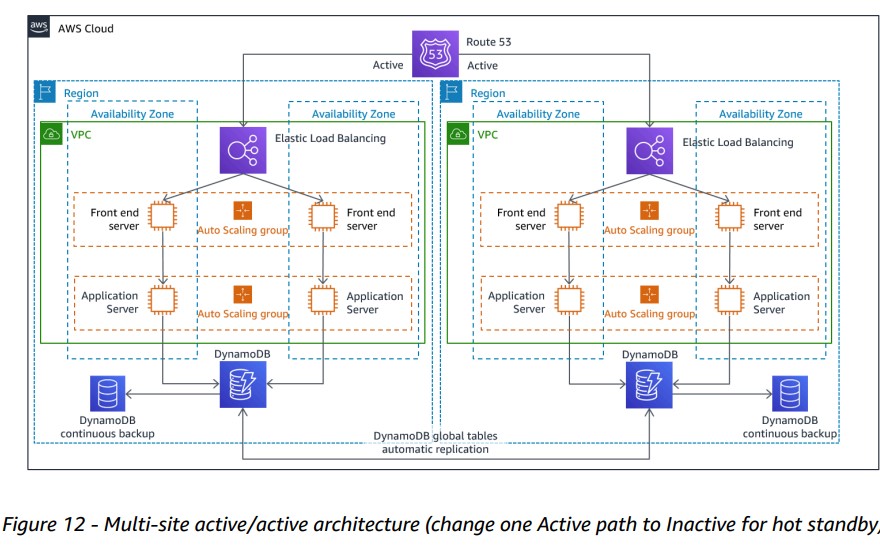 aws
AWS Cloud
53
Route 53
Active
Active
Region
Availability Zone
Availability Zone
VPC
Elastic Load Balancing
Front end
server
Auto Scaling group
Front end
server
Application
Server
Auto Scaling group
Application
Server
DynamoDB
DynamoDB
continuous backup
Region
Availability Zone
Availability Zone
VPC
Elastic Load Balancing
Front end
server
Auto Scaling group
Front end
server
Application
Server
Auto Scaling group
Application
Server
DynamoDB
DynamoDB
continuous backup
DynamoDB global tables
automatic replication
Figure 12 - Multi-site active/active architecture (change one Active path to Inactive for hot standby)